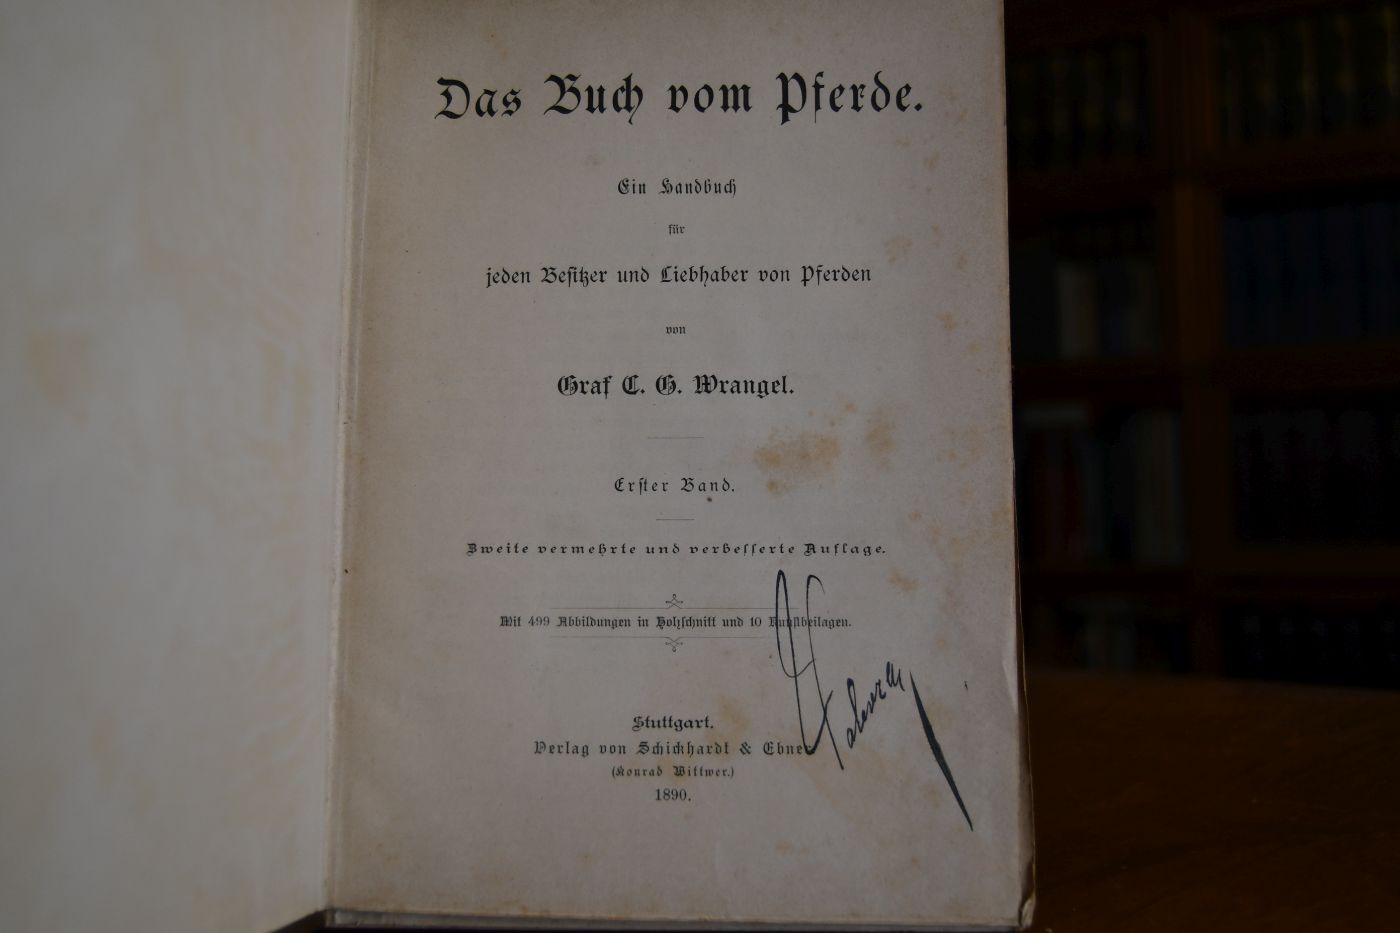 Das Buch vom Pferde.
Ein Handbuch
für
jeden Besitzer und Liebhaber von Pferden
von
Graf C. G. Wrangel.
Erster Band.
Zweite vermehrte und verbesserte Auflage.
Mit 499 Abbildungen in Holzschnitt und 10 Kunstbeilagen.
Stuttgart.
Verlag von Schickhardt & Ebner
(Konrad Wittwer.)
1890.